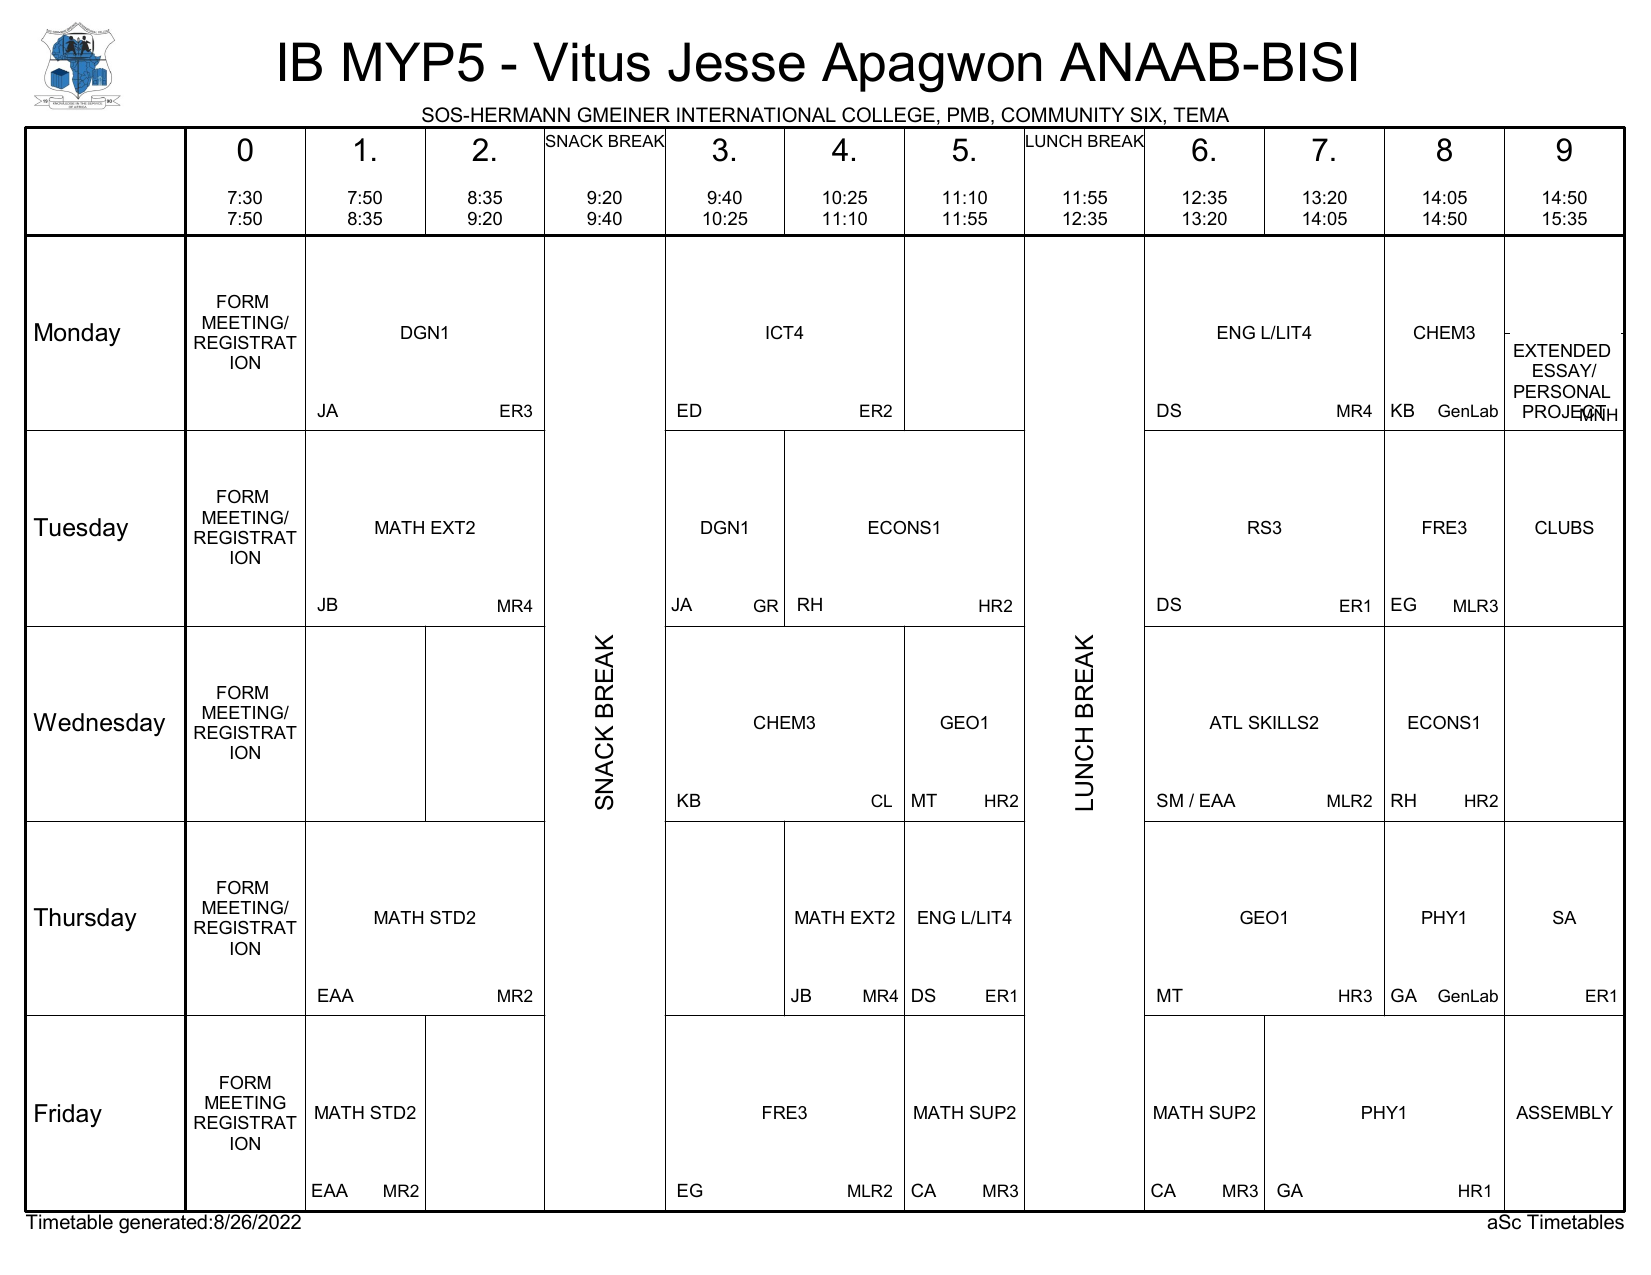 IB MYP5 - Vitus Jesse Apagwon ANAAB-BISI
SOS-HERMANN GMEINER INTERNATIONAL COLLEGE, PMB, COMMUNITY SIX, TEMA
0 1. 2. SNACK BREAK 3. 4. 5. LUNCH BREAK 6. 7. 8 9
7:30 7:50 8:35 9:20 9:40 10:25 11:10 11:55 12:35 13:20 14:05 14:50
7:50 8:35 9:20 9:40 10:25 11:10 11:55 12:35 13:20 14:05 14:50 15:35
Monday
FORM
MEETING/
REGISTRAT
ION
DGN1
JA ER3
ICT4
ED ER2
ENG L/LIT4
DS MR4
CHEM3
KB GenLab
EXTENDED
ESSAY/
PERSONAL
PROJECT
MNH
Tuesday
FORM
MEETING/
REGISTRAT
ION
MATH EXT2
JB MR4
DGN1
JA GR
ECONS1
RH HR2
RS3
DS ER1
FRE3
EG MLR3
CLUBS
SNACK BREAK
LUNCH BREAK
Wednesday
FORM
MEETING/
REGISTRAT
ION
CHEM3
KB CL
GEO1
MT HR2
ATL SKILLS2
SM / EAA MLR2
ECONS1
RH HR2
Thursday
FORM
MEETING/
REGISTRAT
ION
MATH STD2
EAA MR2
MATH EXT2
JB MR4
ENG L/LIT4
DS ER1
GEO1
MT HR3
PHY1
GA GenLab
SA
ER1
Friday
FORM
MEETING
REGISTRAT
ION
MATH STD2
EAA MR2
FRE3
EG MLR2
MATH SUP2
CA MR3
MATH SUP2
CA MR3
PHY1
GA HR1
ASSEMBLY
Timetable generated:8/26/2022
aSc Timetables